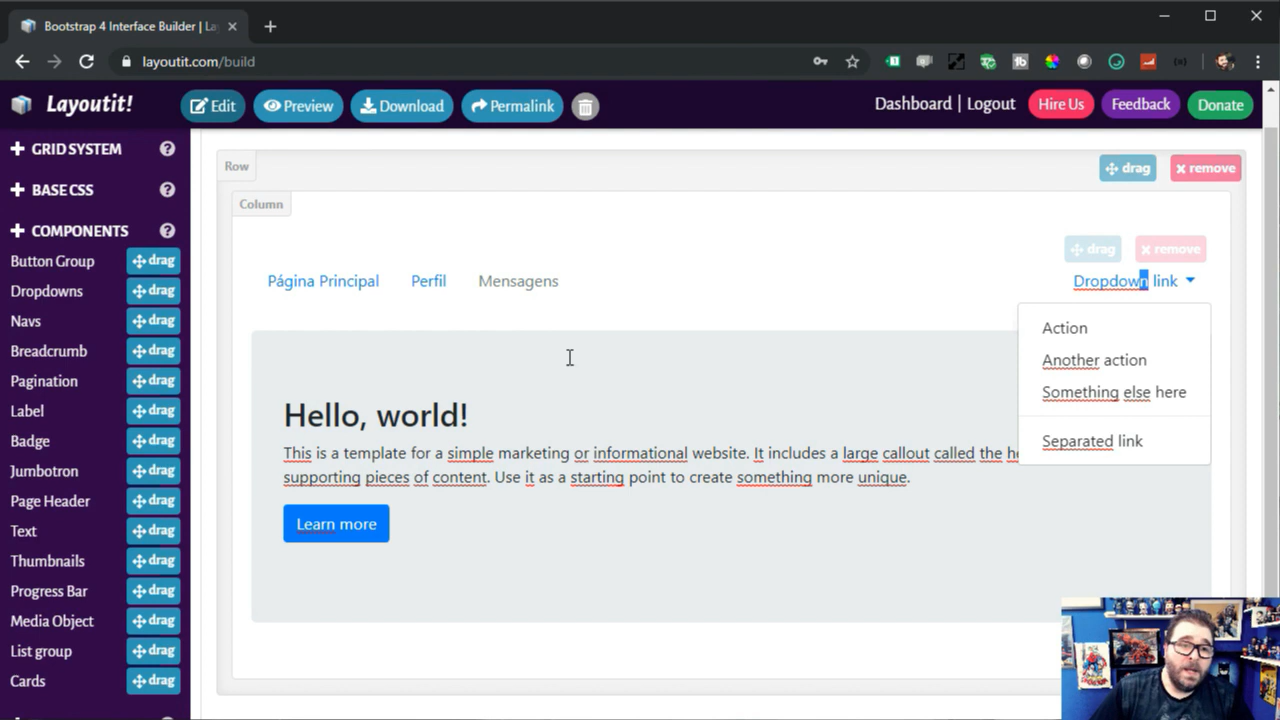 Bootstrap 4 Interface Builder | La
layoutit.com/build
Layoutit!
Edit
Preview
Download
Permalink
Dashboard | Logout
Hire Us
Feedback
Donate
GRID SYSTEM
BASE CSS
COMPONENTS
Button Group drag
Dropdowns drag
Navs drag
Breadcrumb drag
Pagination drag
Label drag
Badge drag
Jumbotron drag
Page Header drag
Text drag
Thumbnails drag
Progress Bar drag
Media Object drag
List group drag
Cards drag
Row
drag
remove
Column
drag
remove
Página Principal
Perfil
Mensagens
Dropdown link
Action
Another action
Something else here
Separated link
Hello, world!
This is a template for a simple marketing or informational website. It includes a large callout called the he
supporting pieces of content. Use it as a starting point to create something more unique.
Learn more